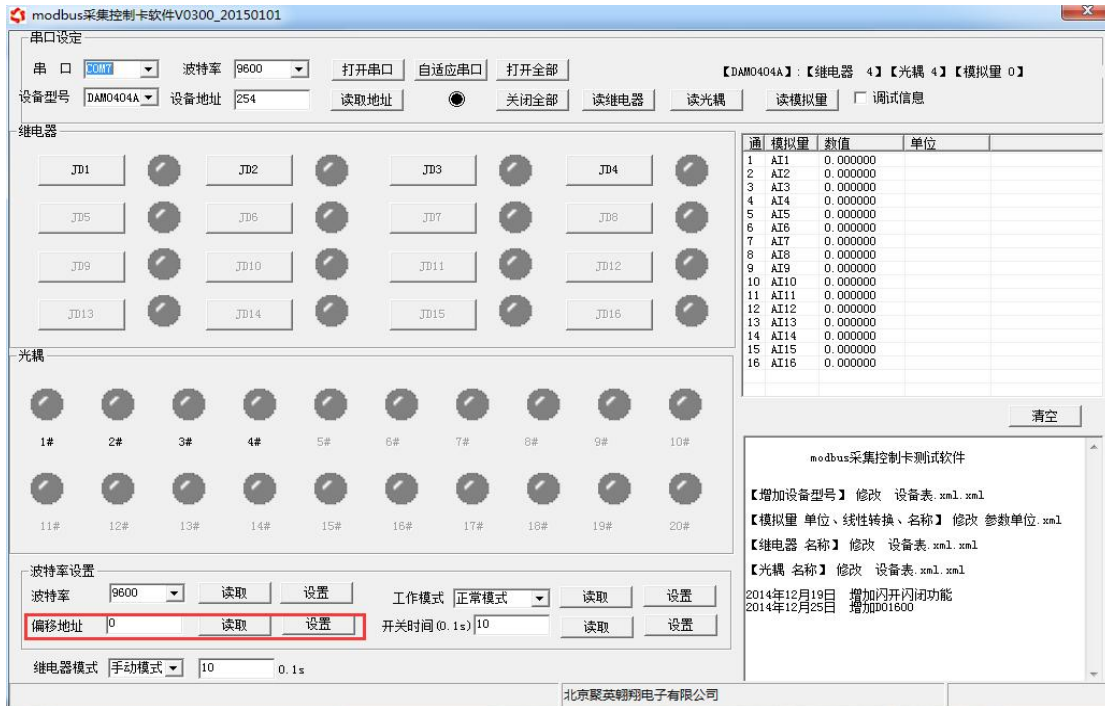 modbus采集控制卡软件V0300_20150101
串口设定
串 口 COM7 波特率 9600 打开串口 自适应串口 打开全部 【DAM0404A】:【继电器 4】【光耦 4】【模拟量 0】
设备型号 DAM0404A 设备地址 254 读取地址 关闭全部 读继电器 读光耦 读模拟量 调试信息
继电器
JD1 JD2 JD3 JD4
JD5 JD6 JD7 JD8
JD9 JD10 JD11 JD12
JD13 JD14 JD15 JD16
光耦
1# 2# 3# 4# 5# 6# 7# 8# 9# 10#
11# 12# 13# 14# 15# 16# 17# 18# 19# 20#
波特率设置
波特率 9600 读取 设置 工作模式 正常模式 读取 设置
偏移地址 0 读取 设置 开关时间(0.1s) 10 读取 设置
继电器模式 手动模式 10 0.1s
通 模拟量 数值 单位
1 AI1 0.000000
2 AI2 0.000000
3 AI3 0.000000
4 AI4 0.000000
5 AI5 0.000000
6 AI6 0.000000
7 AI7 0.000000
8 AI8 0.000000
9 AI9 0.000000
10 AI10 0.000000
11 AI11 0.000000
12 AI12 0.000000
13 AI13 0.000000
14 AI14 0.000000
15 AI15 0.000000
16 AI16 0.000000
清空
modbus采集控制卡测试软件
【增加设备型号】 修改 设备表.xml.xml
【模拟量 单位、线性转换、名称】 修改 参数单位.xml
【继电器 名称】 修改 设备表.xml.xml
【光耦 名称】 修改 设备表.xml.xml
2014年12月19日 增加闪开闪闭功能
2014年12月25日 增加DO1600
北京聚英翱翔电子有限公司